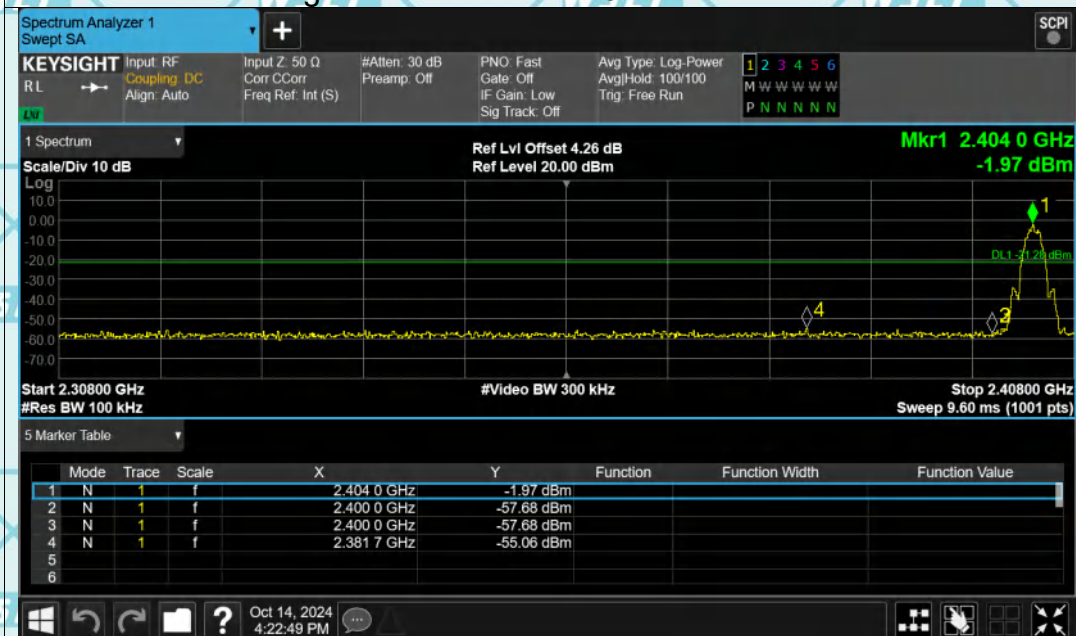 Spectrum Analyzer 1
Swept SA
+
SCPI
KEYSIGHT
RL
LNI
Input: RF
Coupling: DC
Align: Auto
Input Z: 50 Ω
Corr CCorr
Freq Ref: Int (S)
#Atten: 30 dB
Preamp: Off
PNO: Fast
Gate: Off
IF Gain: Low
Sig Track: Off
Avg Type: Log-Power
Avg|Hold: 100/100
Trig: Free Run
1 2 3 4 5 6
M W W W W W
P N N N N N
1 Spectrum
Scale/Div 10 dB
Ref Lvl Offset 4.26 dB
Ref Level 20.00 dBm
Mkr1 2.404 0 GHz
-1.97 dBm
Log
10.0
0.00
-10.0
-20.0
-30.0
-40.0
-50.0
-60.0
-70.0
1
DL1 -21.20 dBm
4
Start 2.30800 GHz
#Video BW 300 kHz
Stop 2.40800 GHz
#Res BW 100 kHz
Sweep 9.60 ms (1001 pts)
5 Marker Table
Mode Trace Scale X Y Function Function Width Function Value
1 N 1 f 2.404 0 GHz -1.97 dBm
2 N 1 f 2.400 0 GHz -57.68 dBm
3 N 1 f 2.400 0 GHz -57.68 dBm
4 N 1 f 2.381 7 GHz -55.06 dBm
5
6
?
Oct 14, 2024
4:22:49 PM